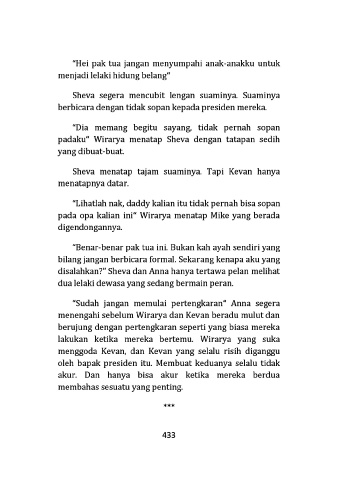 "Hei pak tua jangan menyumpahi anak-anakku untuk
menjadi lelaki hidung belang"
Sheva segera mencubit lengan suaminya. Suaminya
berbicara dengan tidak sopan kepada presiden mereka.
"Dia memang begitu sayang, tidak pernah sopan
padaku" Wirarya menatap Sheva dengan tatapan sedih
yang dibuat-buat.
Sheva menatap tajam suaminya. Tapi Kevan hanya
menatapnya datar.
"Lihatlah nak, daddy kalian itu tidak pernah bisa sopan
pada opa kalian ini" Wirarya menatap Mike yang berada
digendongannya.
"Benar-benar pak tua ini. Bukan kah ayah sendiri yang
bilang jangan berbicara formal. Sekarang kenapa aku yang
disalahkan?" Sheva dan Anna hanya tertawa pelan melihat
dua lelaki dewasa yang sedang bermain peran.
"Sudah jangan memulai pertengkaran" Anna segera
menengahi sebelum Wirarya dan Kevan beradu mulut dan
berujung dengan pertengkaran seperti yang biasa mereka
lakukan ketika mereka bertemu. Wirarya yang suka
menggoda Kevan, dan Kevan yang selalu risih diganggu
oleh bapak presiden itu. Membuat keduanya selalu tidak
akur. Dan hanya bisa akur ketika mereka berdua
membahas sesuatu yang penting.
***
433